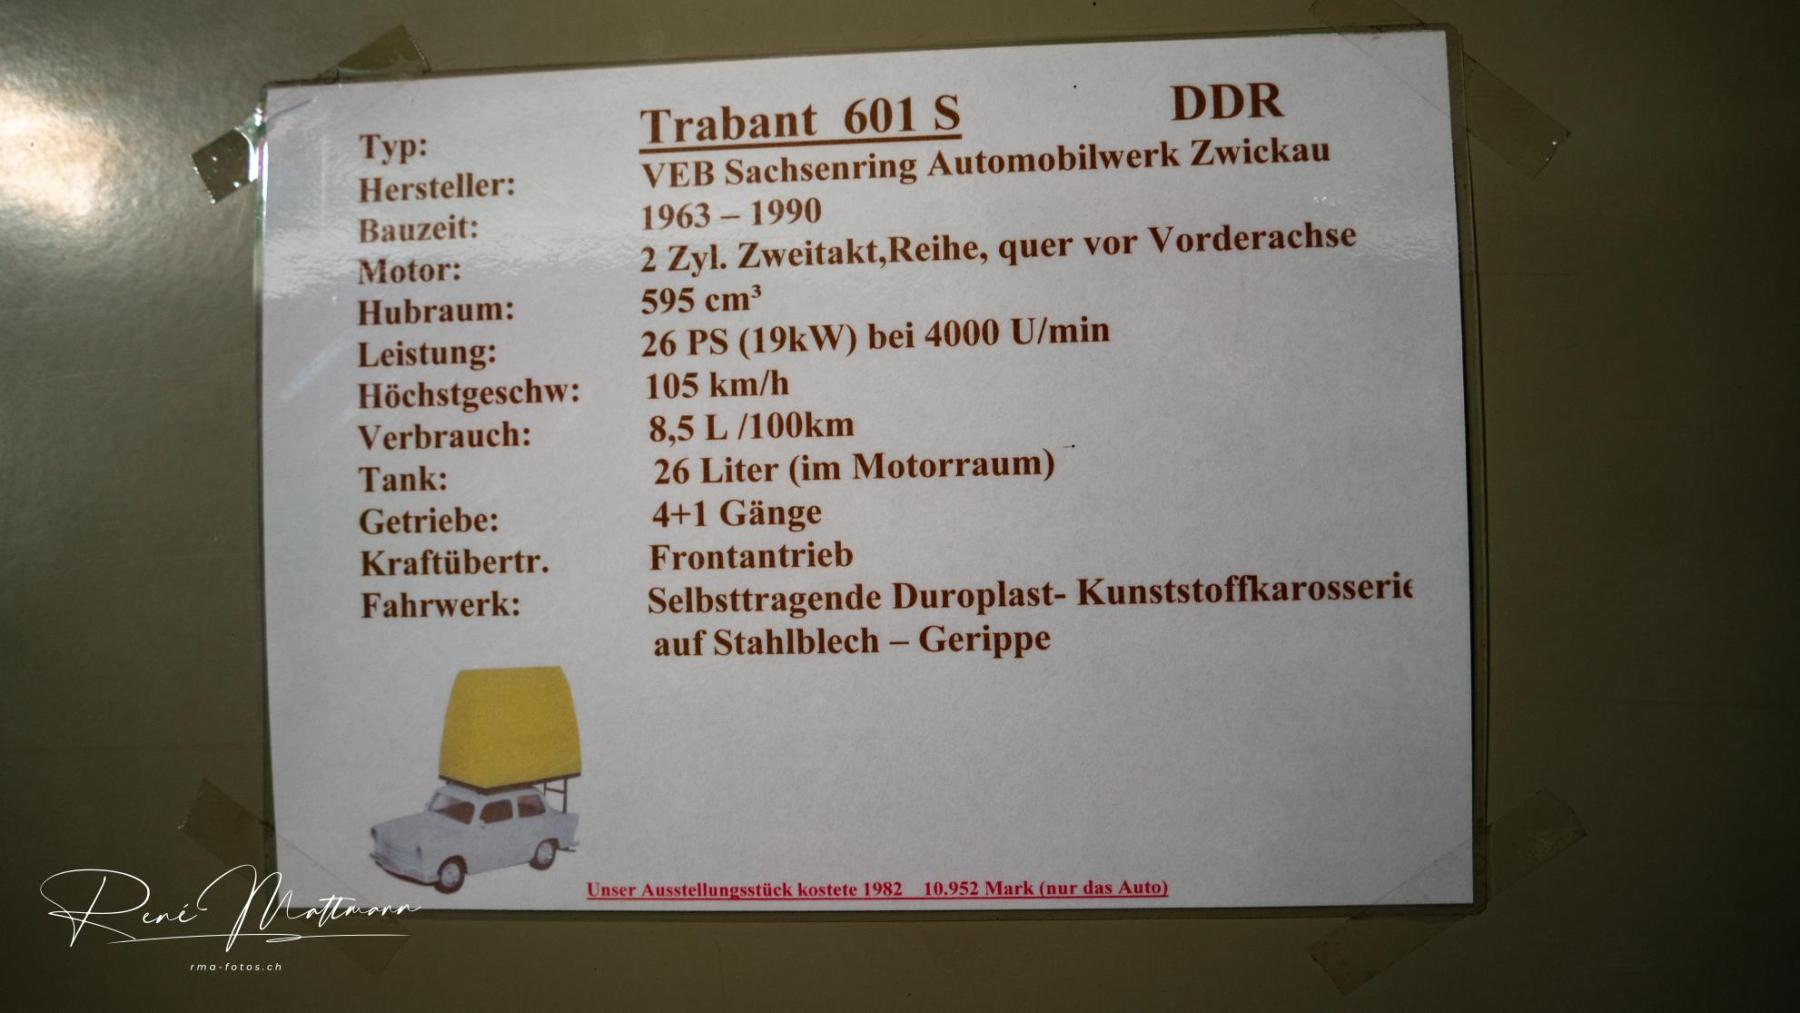 Typ: Trabant 601 S DDR
Hersteller: VEB Sachsenring Automobilwerk Zwickau
Bauzeit: 1963 – 1990
Motor: 2 Zyl. Zweitakt,Reihe, quer vor Vorderachse
Hubraum: 595 cm³
Leistung: 26 PS (19kW) bei 4000 U/min
Höchstgeschw: 105 km/h
Verbrauch: 8,5 L /100km
Tank: 26 Liter (im Motorraum)
Getriebe: 4+1 Gänge
Kraftübertr. Frontantrieb
Fahrwerk: Selbsttragende Duroplast- Kunststoffkarosserie
auf Stahlblech – Gerippe
Unser Ausstellungsstück kostete 1982 10.952 Mark (nur das Auto)
René Mattmann
rma-fotos.ch